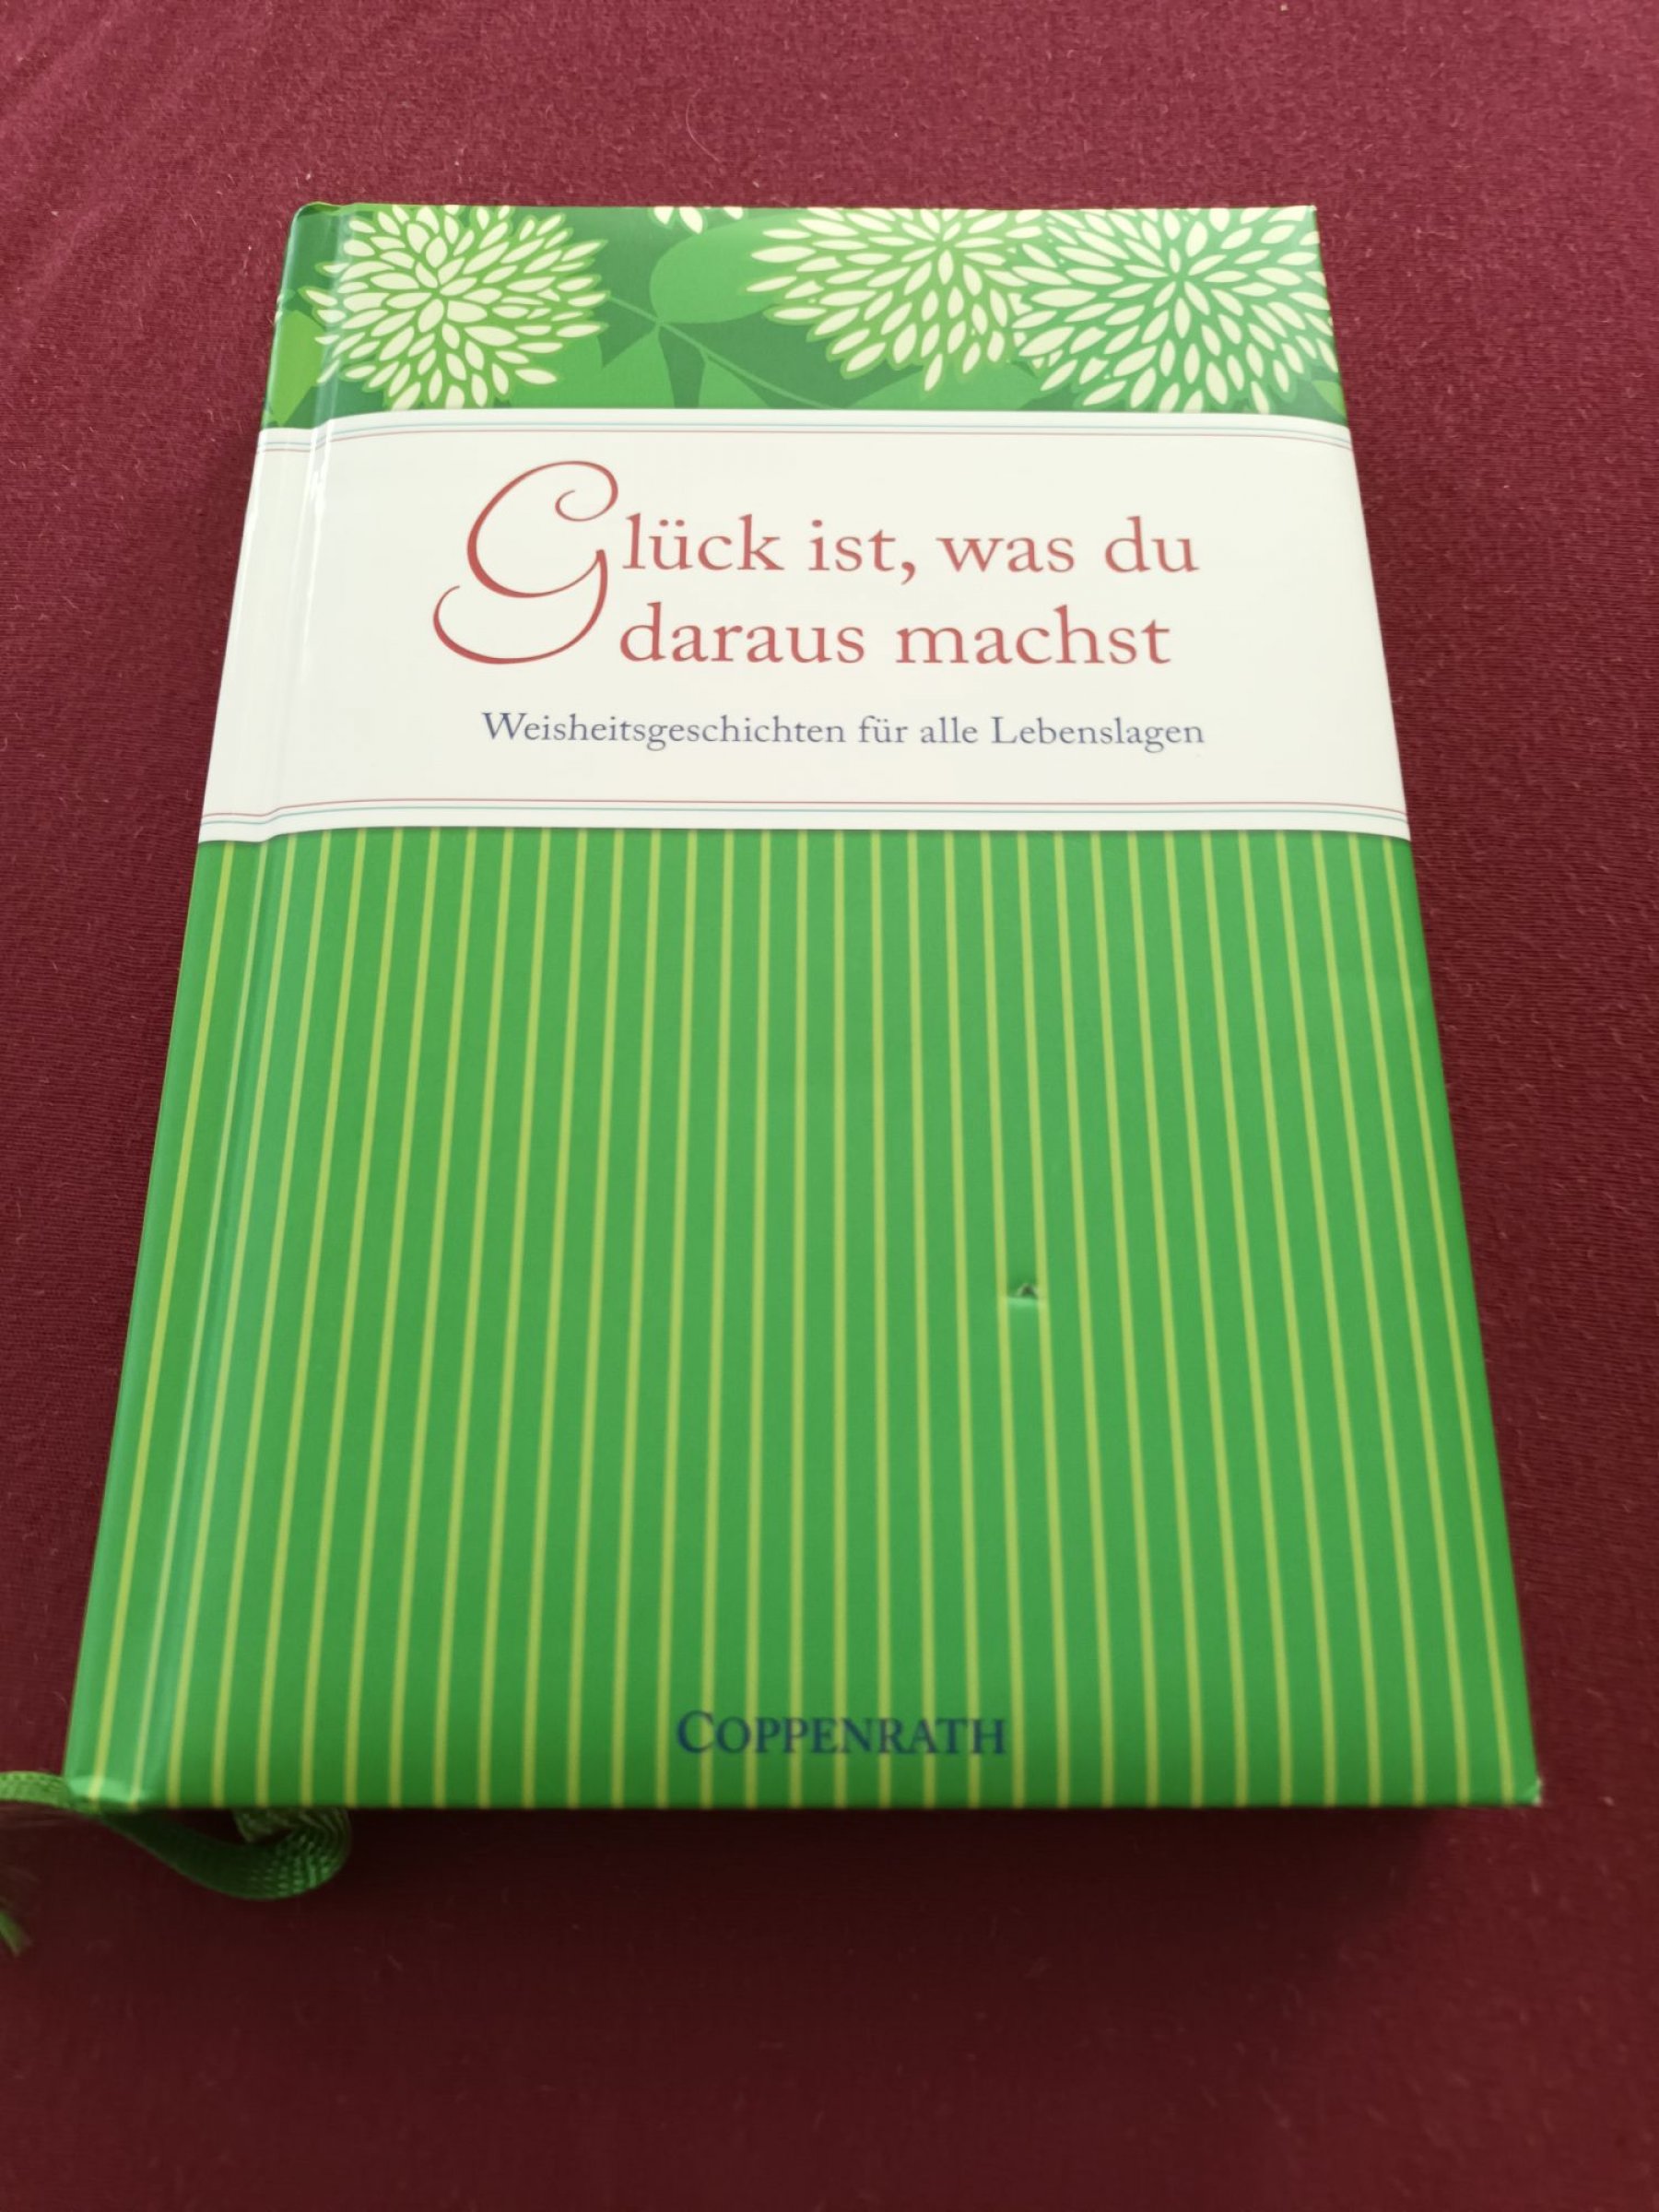 Glück ist, was du
daraus machst
Weisheitsgeschichten für alle Lebenslagen
COPPENRATH